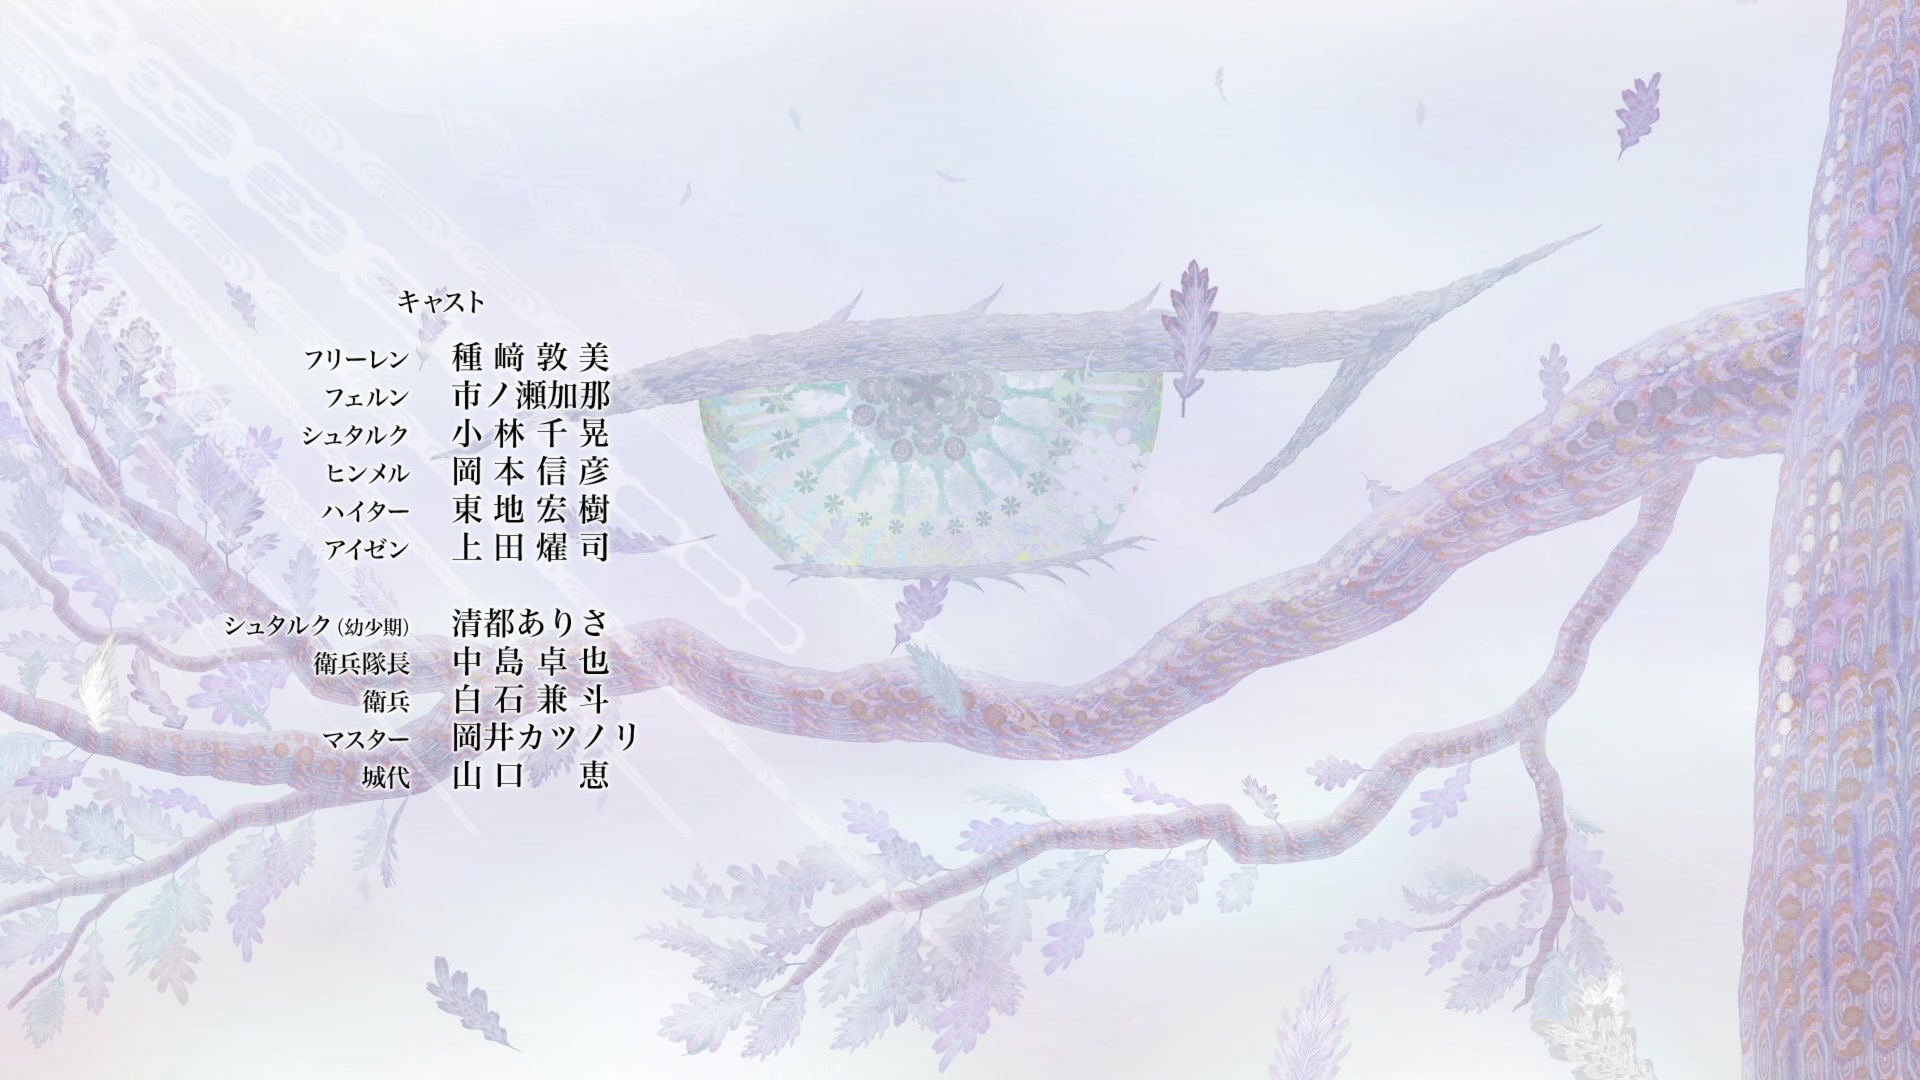 キャスト
フリーレン 種﨑敦美
フェルン 市ノ瀬加那
シュタルク 小林千晃
ヒンメル 岡本信彦
ハイター 東地宏樹
アイゼン 上田燿司
シュタルク(幼少期) 清都ありさ
衛兵隊長 中島卓也
衛兵 白石兼斗
マスター 岡井カツノリ
城代 山口 恵